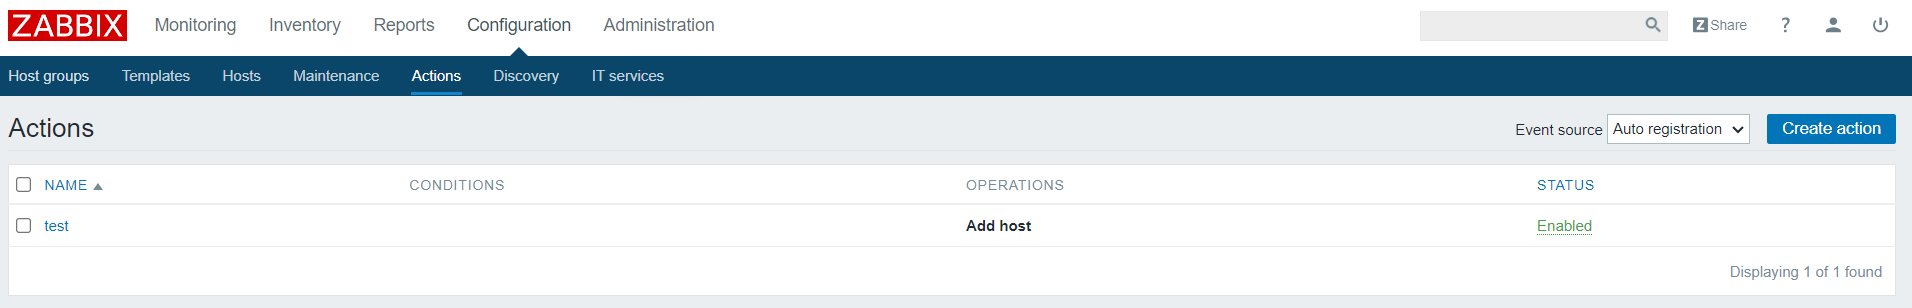 ZABBIX Monitoring Inventory Reports Configuration Administration Z Share ?
Host groups Templates Hosts Maintenance Actions Discovery IT services
Actions Event source Auto registration Create action
NAME CONDITIONS OPERATIONS STATUS
test Add host Enabled
Displaying 1 of 1 found